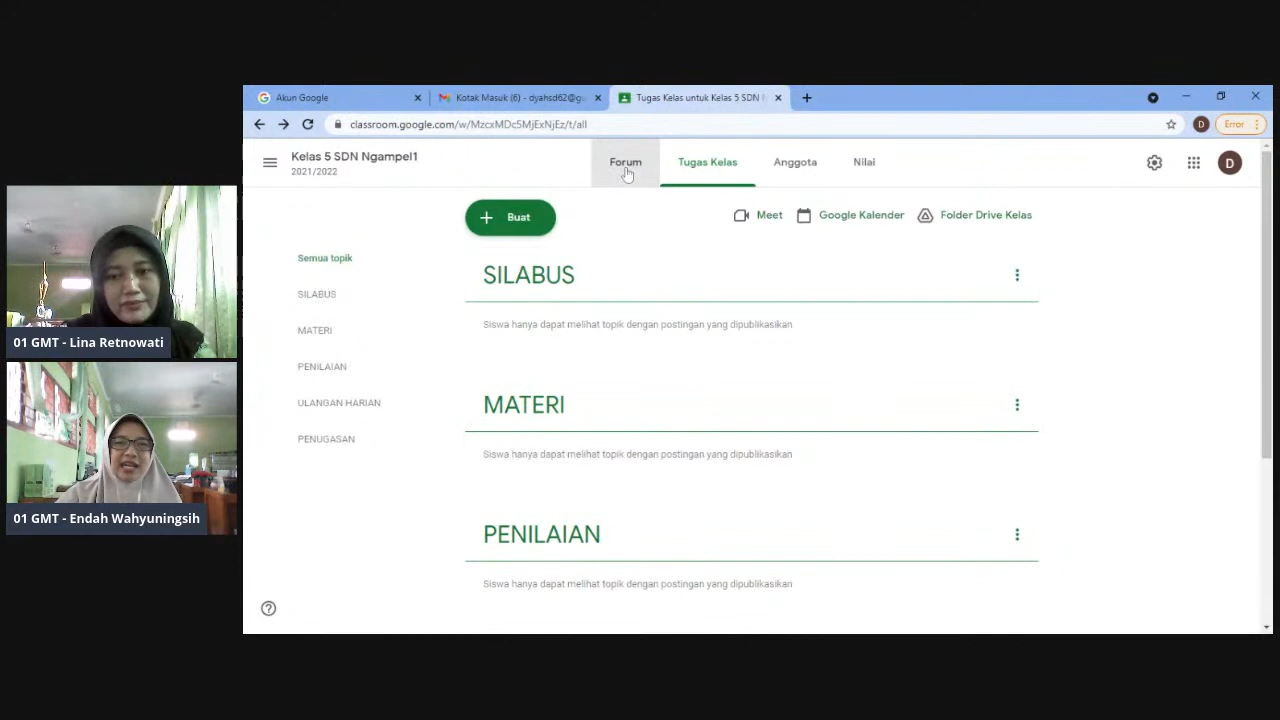 Akun Google
Kotak Masuk (6) - dyahsd62@gu
Tugas Kelas untuk Kelas 5 SDN N
classroom.google.com/w/MzcxMDc5MjExNjEz/t/all
D
Error
Kelas 5 SDN Ngampel1
2021/2022
Forum
Tugas Kelas
Anggota
Nilai
D
Buat
Meet
Google Kalender
Folder Drive Kelas
Semua topik
SILABUS
MATERI
PENILAIAN
ULANGAN HARIAN
PENUGASAN
SILABUS
Siswa hanya dapat melihat topik dengan postingan yang dipublikasikan
MATERI
Siswa hanya dapat melihat topik dengan postingan yang dipublikasikan
PENILAIAN
Siswa hanya dapat melihat topik dengan postingan yang dipublikasikan
01 GMT - Lina Retnowati
01 GMT - Endah Wahyuningsih